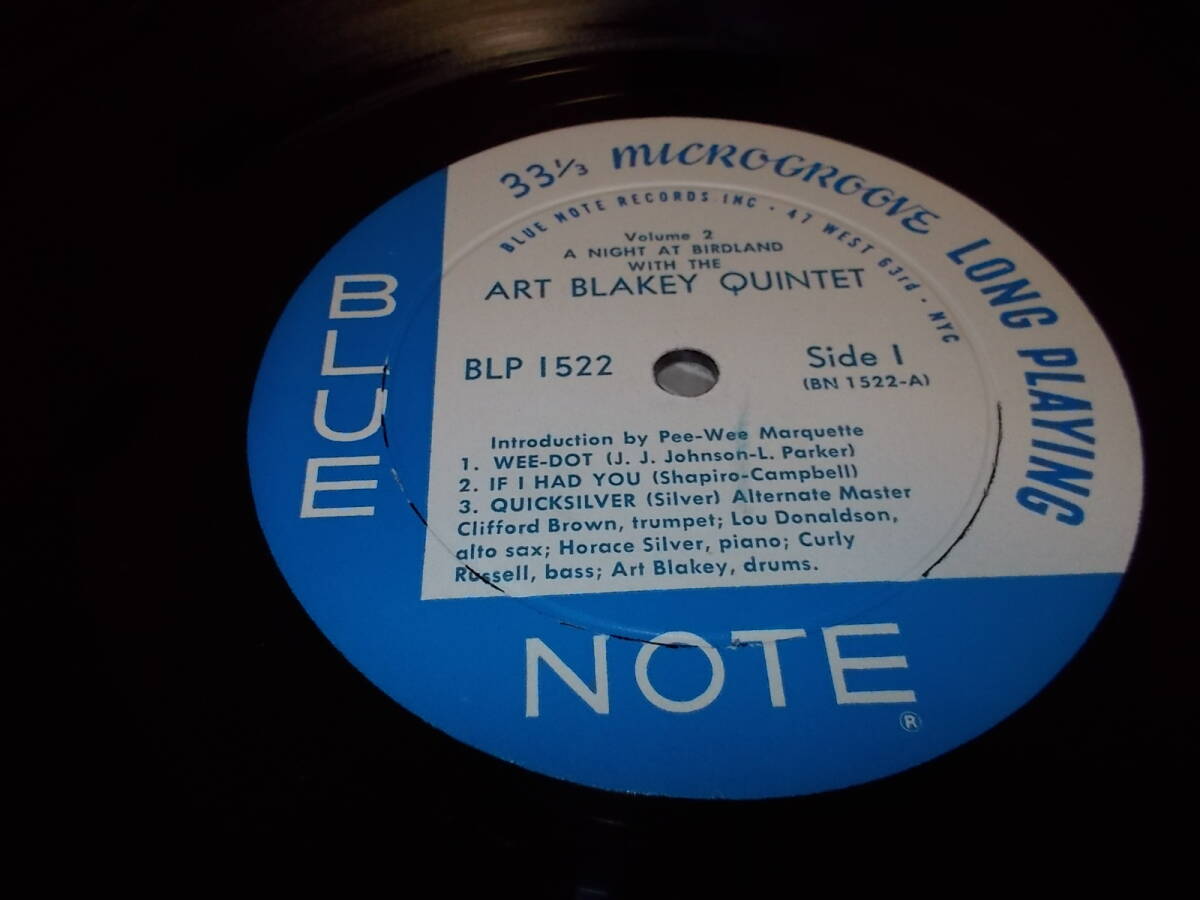 33⅓ MICROGROOVE LONG PLAYING
BLUE NOTE RECORDS INC · 47 WEST 63rd · NYC
Volume 2
A NIGHT AT BIRDLAND
WITH THE
ART BLAKEY QUINTET
BLP 1522
Side 1
(BN 1522-A)
Introduction by Pee-Wee Marquette
1. WEE-DOT (J. J. Johnson-L. Parker)
2. IF I HAD YOU (Shapiro-Campbell)
3. QUICKSILVER (Silver) Alternate Master
Clifford Brown, trumpet; Lou Donaldson,
alto sax; Horace Silver, piano; Curly
Russell, bass; Art Blakey, drums.
BLUE
NOTE
®